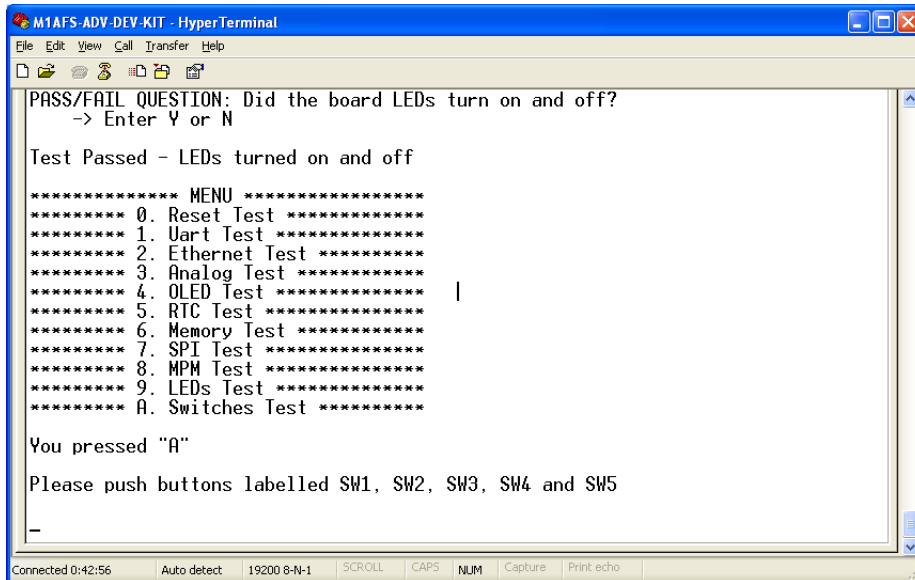 M1AFS-ADV-DEV-KIT - HyperTerminal
File Edit View Call Transfer Help
PASS/FAIL QUESTION: Did the board LEDs turn on and off?
-> Enter Y or N
Test Passed - LEDs turned on and off
************** MENU *****************
********* 0. Reset Test *************
********* 1. Uart Test **************
********* 2. Ethernet Test **********
********* 3. Analog Test ************
********* 4. OLED Test **************
********* 5. RTC Test ***************
********* 6. Memory Test ************
********* 7. SPI Test ***************
********* 8. MPM Test ***************
********* 9. LEDs Test **************
********* A. Switches Test **********
You pressed "A"
Please push buttons labelled SW1, SW2, SW3, SW4 and SW5
_
Connected 0:42:56 Auto detect 19200 8-N-1 SCROLL CAPS NUM Capture Print echo